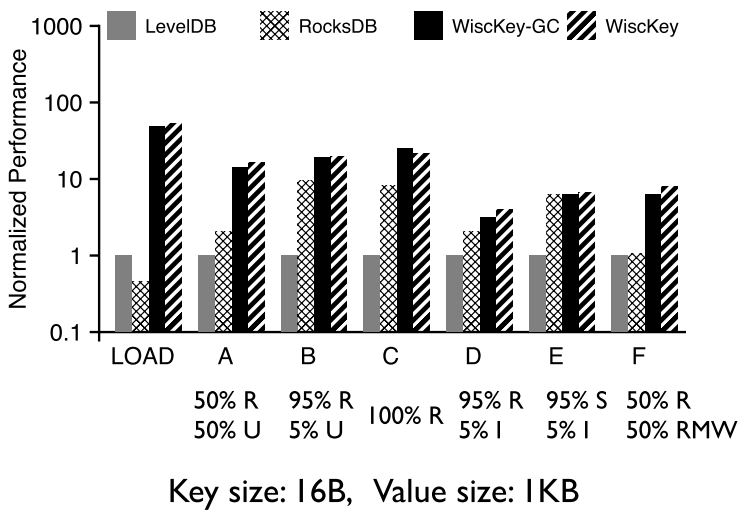 1000
LevelDB RocksDB WiscKey-GC WiscKey
Normalized Performance
100
10
1
0.1
LOAD A B C D E F
50% R 95% R 100% R 95% R 95% S 50% R
50% U 5% U 5% I 5% I 50% RMW
Key size: 16B, Value size: 1KB